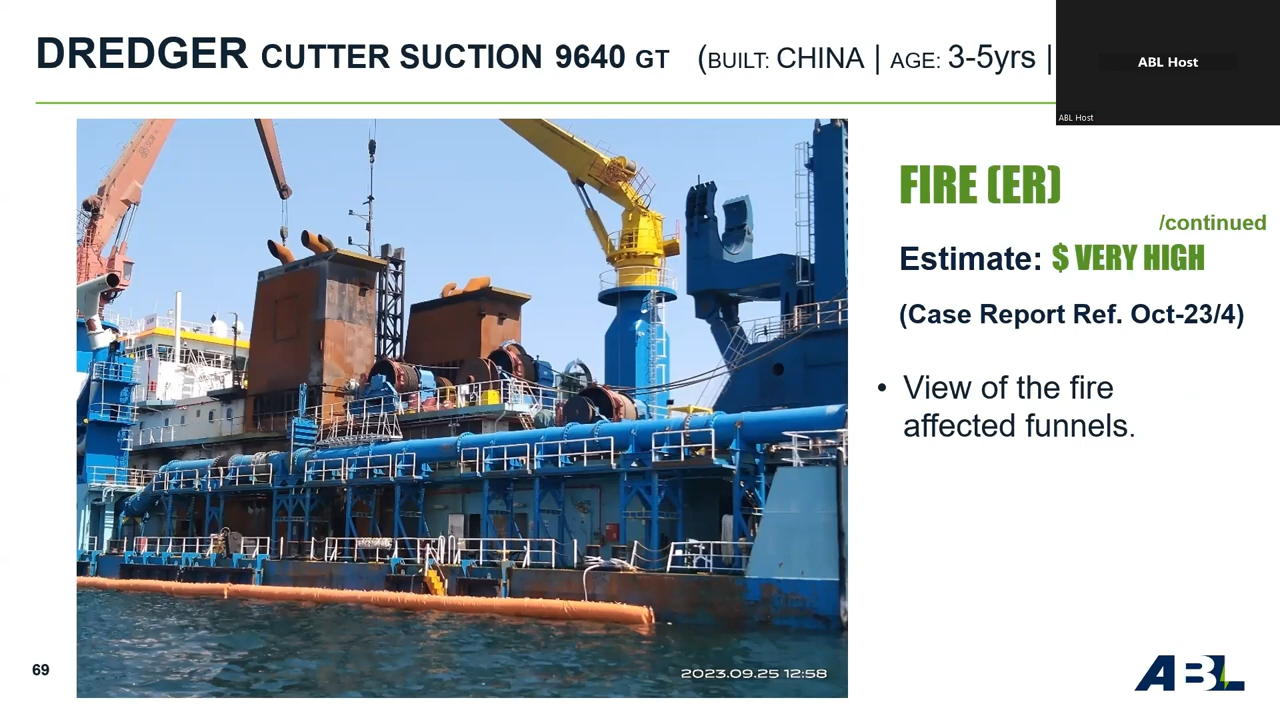 DREDGER CUTTER SUCTION 9640 GT (BUILT: CHINA | AGE: 3-5yrs |
ABL Host
ABL Host
FIRE (ER)
/continued
Estimate: $ VERY HIGH
(Case Report Ref. Oct-23/4)
• View of the fire
affected funnels.
2023.09.25 12:58
69
ABL